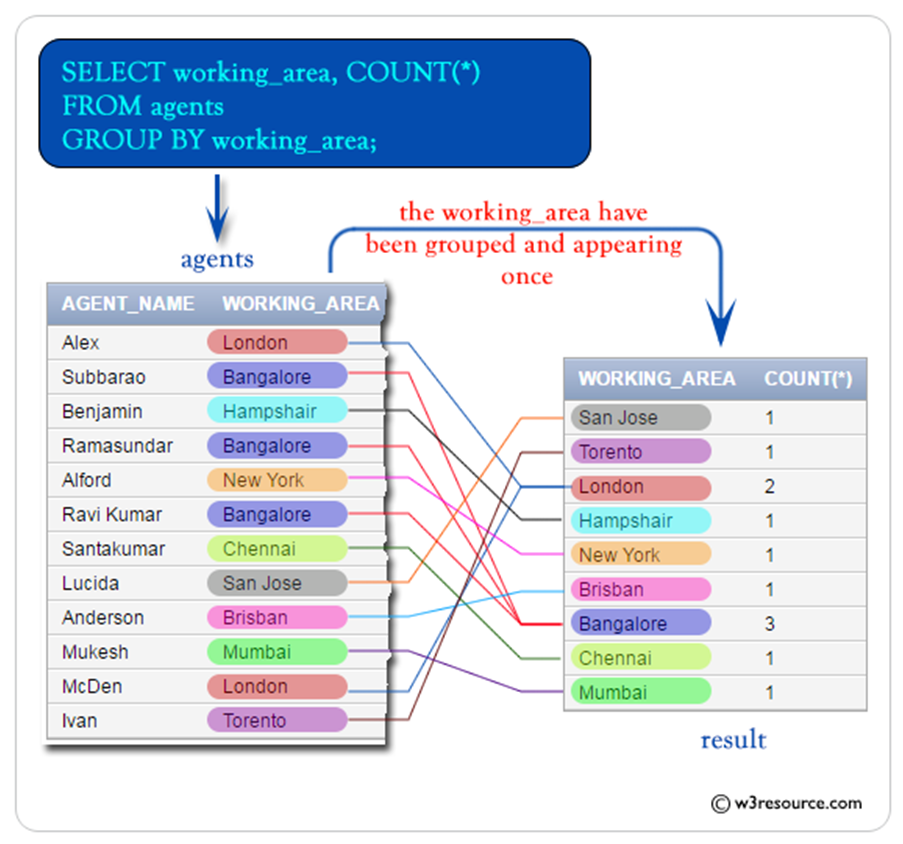 SELECT working_area, COUNT(*)
FROM agents
GROUP BY working_area;
the working_area have
been grouped and appearing
once
agents
AGENT_NAME WORKING_AREA
Alex London
Subbarao Bangalore
Benjamin Hampshair
Ramasundar Bangalore
Alford New York
Ravi Kumar Bangalore
Santakumar Chennai
Lucida San Jose
Anderson Brisban
Mukesh Mumbai
McDen London
Ivan Torento
WORKING_AREA COUNT(*)
San Jose 1
Torento 1
London 2
Hampshair 1
New York 1
Brisban 1
Bangalore 3
Chennai 1
Mumbai 1
result
© w3resource.com